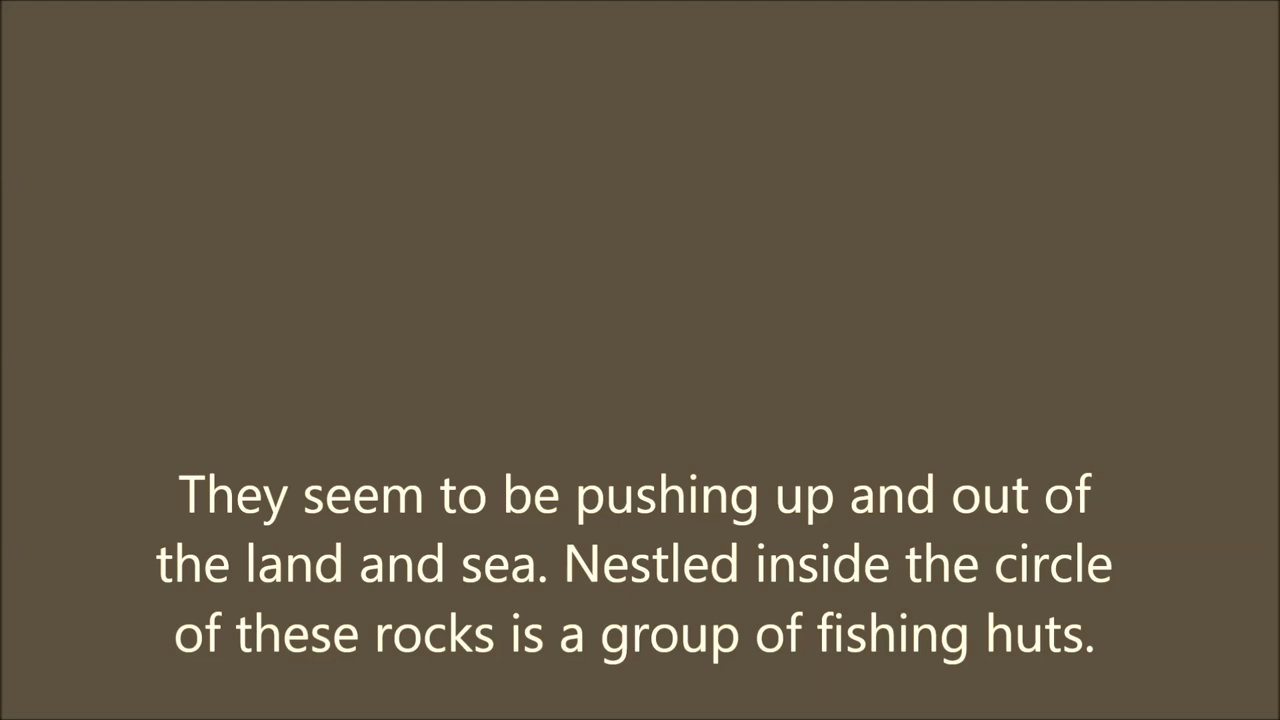 They seem to be pushing up and out of
the land and sea. Nestled inside the circle
of these rocks is a group of fishing huts.